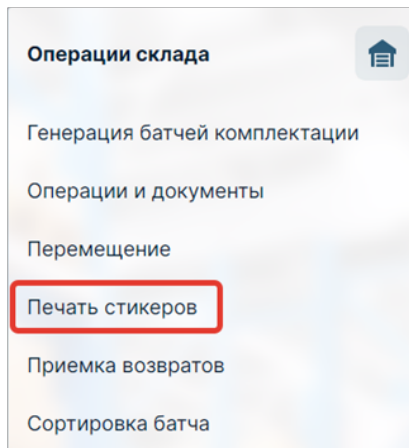 Операции склада
Генерация батчей комплектации
Операции и документы
Перемещение
Печать стикеров
Приемка возвратов
Сортировка батча